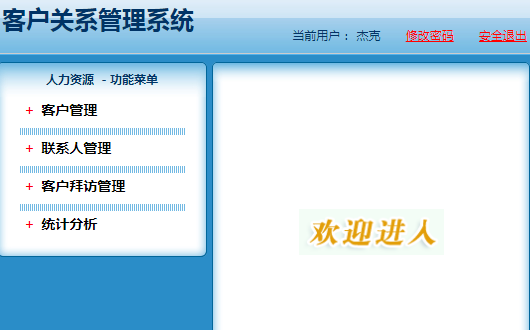 客户关系管理系统
当前用户： 杰克 修改密码 安全退出
人力资源 - 功能菜单
+ 客户管理
+ 联系人管理
+ 客户拜访管理
+ 统计分析
欢迎进人